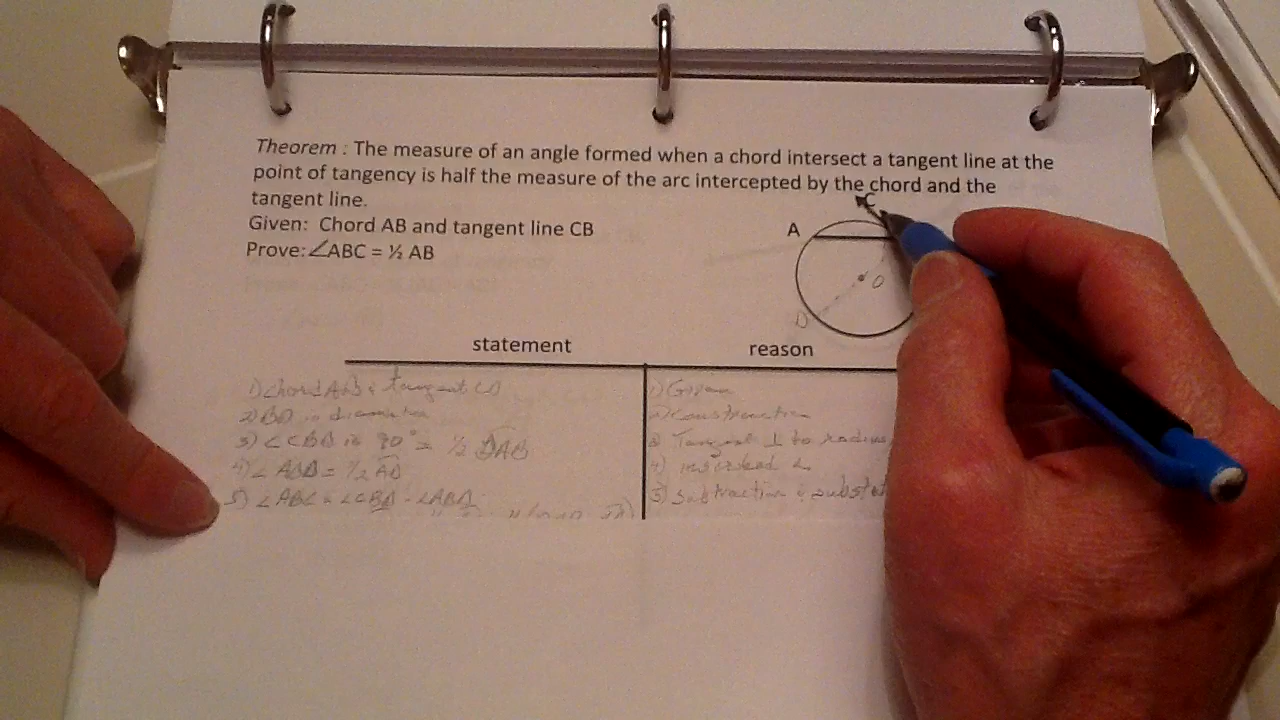 Theorem : The measure of an angle formed when a chord intersect a tangent line at the
point of tangency is half the measure of the arc intercepted by the chord and the
tangent line.
Given: Chord AB and tangent line CB
Prove: ∠ABC = ½ AB
C
A
O
D
statement
reason
1) Chord AB & tangent
1) Given
2) BD is diameter
2) Construction
3) ∠CBD is 90° = ½ DAB
3) Tangent ⊥ to radius
4) ∠ABD = ½ AD
4) inscribed ∠
5) ∠ABC = ∠CBD - ∠ABD
5) Subtraction &